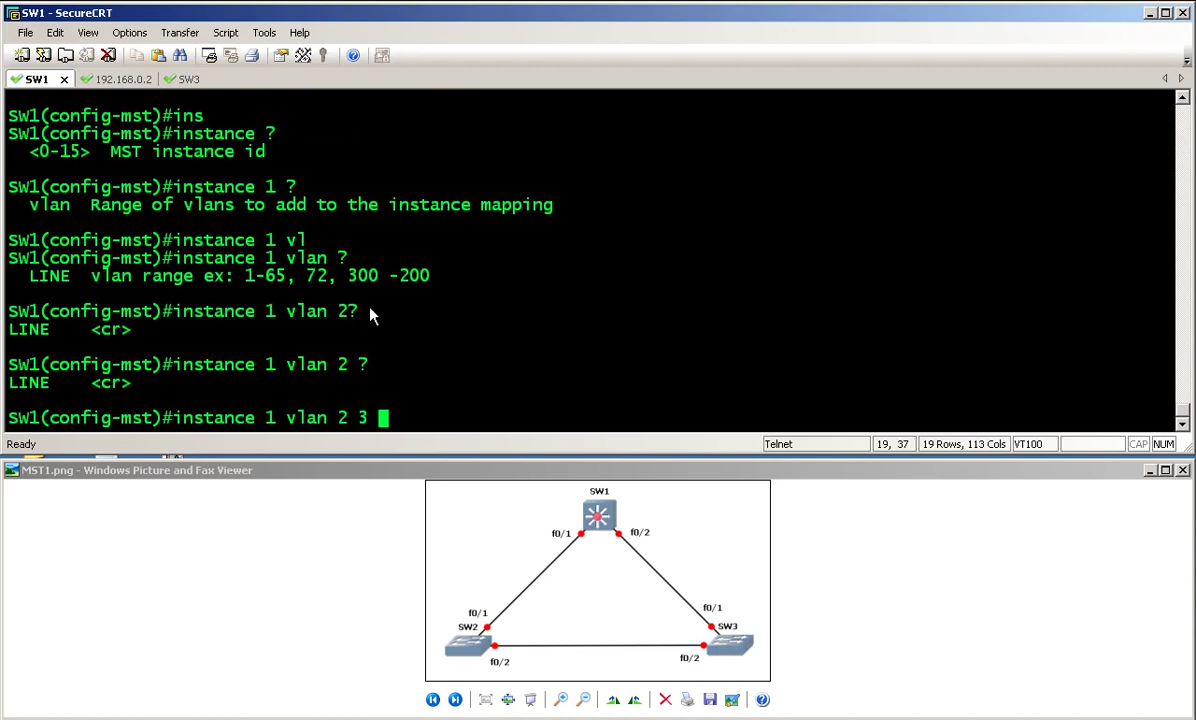 SW1 - SecureCRT
File Edit View Options Transfer Script Tools Help
SW1 192.168.0.2 SW3
SW1(config-mst)#ins
SW1(config-mst)#instance ?
<0-15> MST instance id
SW1(config-mst)#instance 1 ?
vlan Range of vlans to add to the instance mapping
SW1(config-mst)#instance 1 vl
SW1(config-mst)#instance 1 vlan ?
LINE vlan range ex: 1-65, 72, 300 -200
SW1(config-mst)#instance 1 vlan 2?
LINE <cr>
SW1(config-mst)#instance 1 vlan 2 ?
LINE <cr>
SW1(config-mst)#instance 1 vlan 2 3
Ready Telnet 19, 37 19 Rows, 113 Cols VT100 CAP NUM
MST1.png - Windows Picture and Fax Viewer
SW1
f0/1 f0/2
f0/1 f0/1
SW2 SW3
f0/2 f0/2